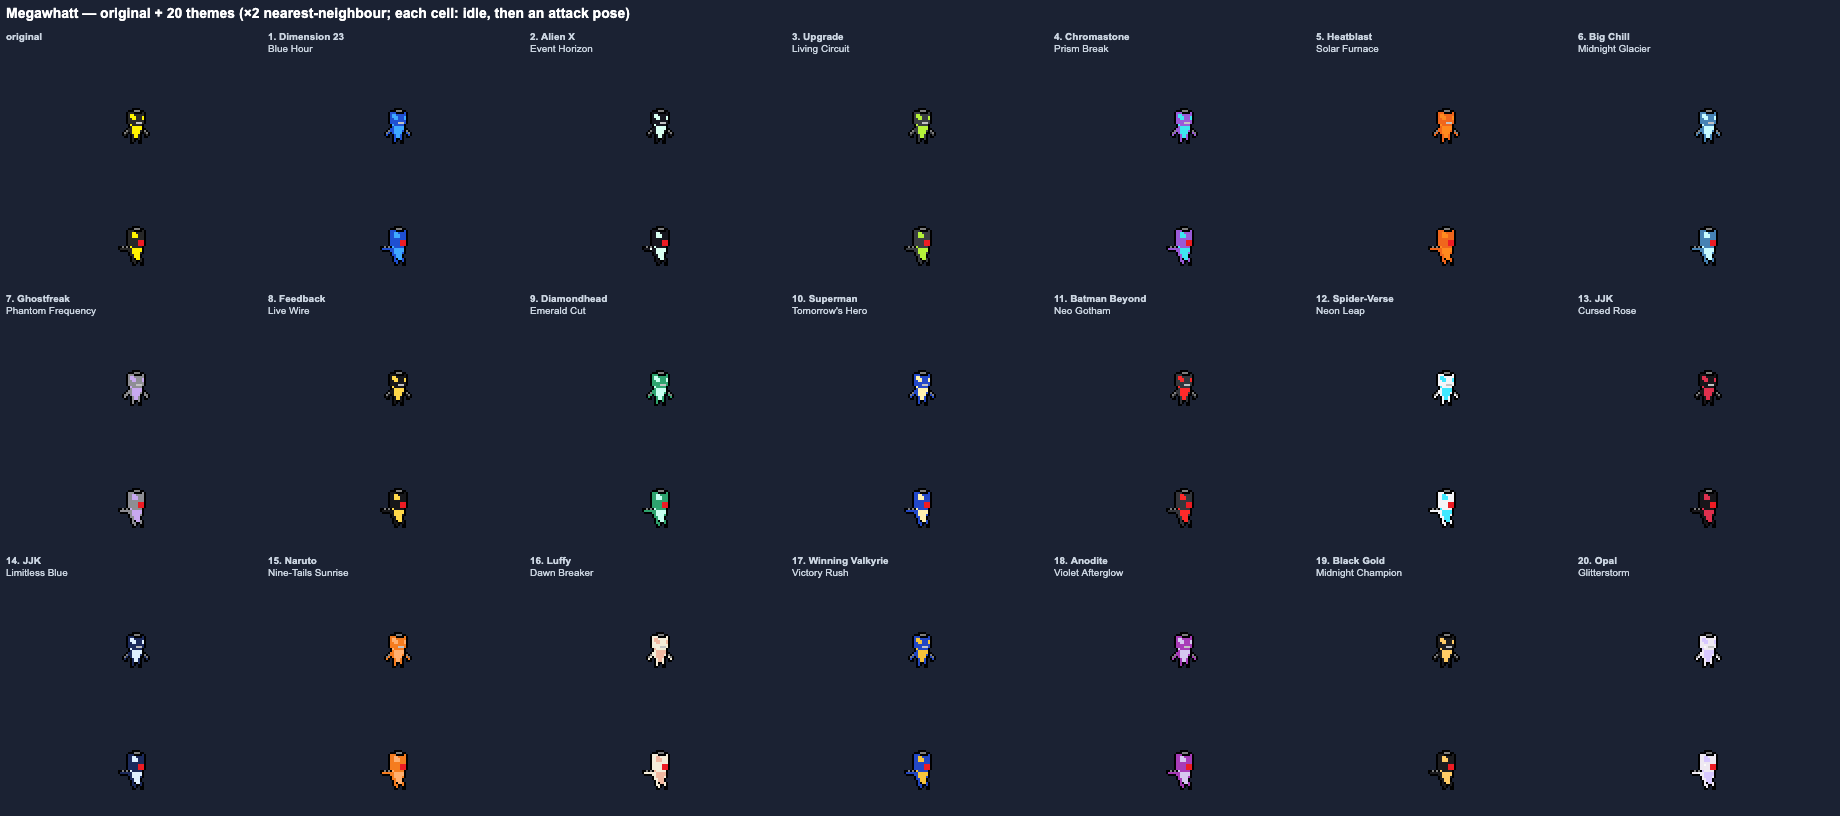 Megawhatt — original + 20 themes (×2 nearest-neighbour; each cell: idle, then an attack pose)
original
1. Dimension 23
Blue Hour
2. Alien X
Event Horizon
3. Upgrade
Living Circuit
4. Chromastone
Prism Break
5. Heatblast
Solar Furnace
6. Big Chill
Midnight Glacier
7. Ghostfreak
Phantom Frequency
8. Feedback
Live Wire
9. Diamondhead
Emerald Cut
10. Superman
Tomorrow's Hero
11. Batman Beyond
Neo Gotham
12. Spider-Verse
Neon Leap
13. JJK
Cursed Rose
14. JJK
Limitless Blue
15. Naruto
Nine-Tails Sunrise
16. Luffy
Dawn Breaker
17. Winning Valkyrie
Victory Rush
18. Anodite
Violet Afterglow
19. Black Gold
Midnight Champion
20. Opal
Glitterstorm